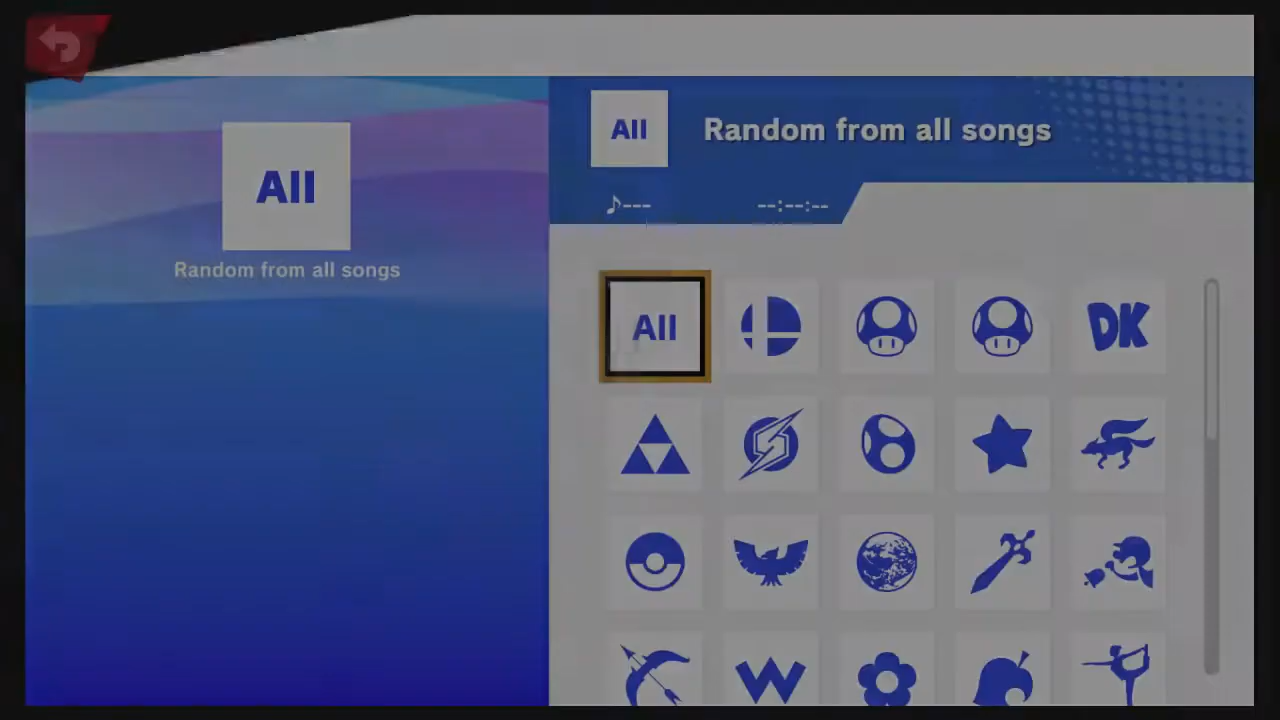 All
Random from all songs
All
Random from all songs
♪--- --:--:--
All
DK